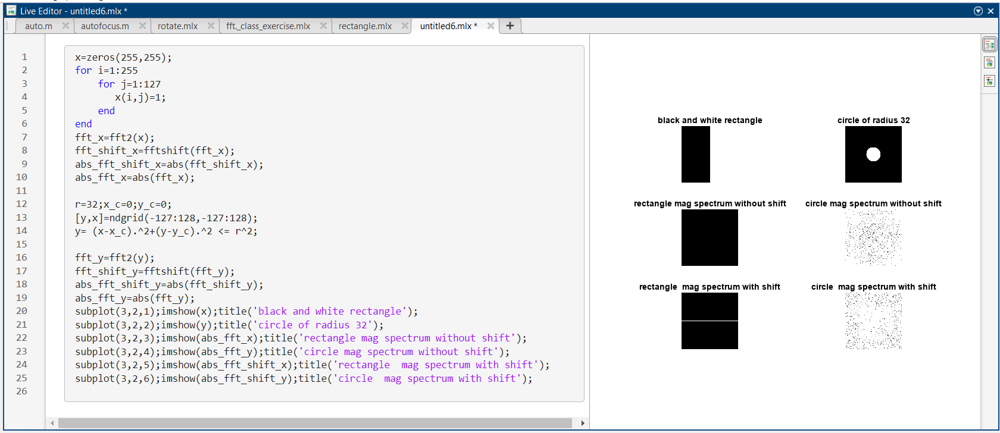 Live Editor - untitled6.mlx *
auto.m autofocus.m rotate.mlx fft._class_exercise.mlx rectangle.mlx untitled6.mlx *
1 x=zeros(255,255);
2 for i=1:255
3 for j=1:127
4 x(i,j)=1;
5 end
6 end
7 fft_x=fft2(x);
8 fft_shift_x=fftshift(fft_x);
9 abs_fft_shift_x=abs(fft_shift_x);
10 abs_fft_x=abs(fft_x);
11
12 r=32;x_c=0;y_c=0;
13 [y,x]=ndgrid(-127:128,-127:128);
14 y= (x-x_c).^2+(y-y_c).^2 <= r^2;
15
16 fft_y=fft2(y);
17 fft_shift_y=fftshift(fft_y);
18 abs_fft_shift_y=abs(fft_shift_y);
19 abs_fft_y=abs(fft_y);
20 subplot(3,2,1);imshow(x);title('black and white rectangle');
21 subplot(3,2,2);imshow(y);title('circle of radius 32');
22 subplot(3,2,3);imshow(abs_fft_x);title('rectangle mag spectrum without shift');
23 subplot(3,2,4);imshow(abs_fft_y);title('circle mag spectrum without shift');
24 subplot(3,2,5);imshow(abs_fft_shift_x);title('rectangle  mag spectrum with shift');
25 subplot(3,2,6);imshow(abs_fft_shift_y);title('circle  mag spectrum with shift');
26
black and white rectangle
circle of radius 32
rectangle mag spectrum without shift
circle mag spectrum without shift
rectangle  mag spectrum with shift
circle  mag spectrum with shift